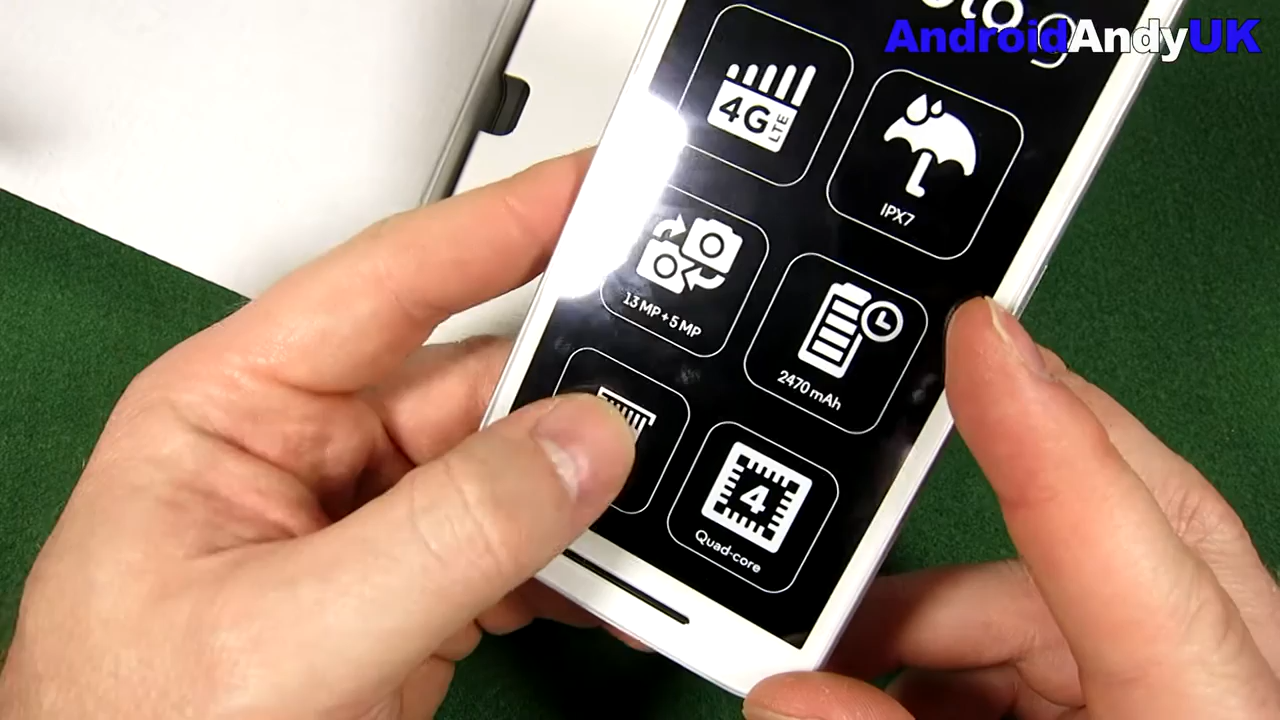 AndroidAndyUK
4G LTE
IPX7
13 MP + 5 MP
2470 mAh
4
Quad-core